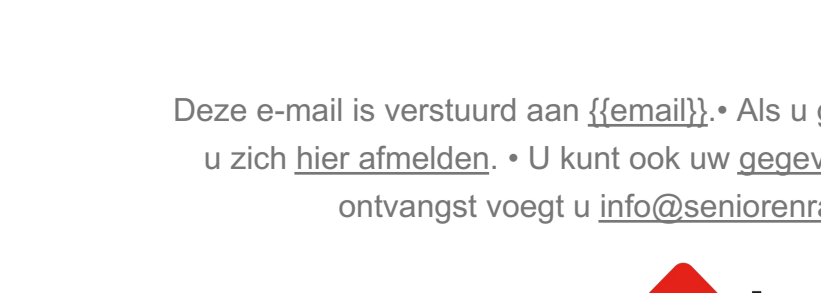 Deze e-mail is verstuurd aan {{email}}.• Als u
u zich hier afmelden. • U kunt ook uw
ontvangst voegt u